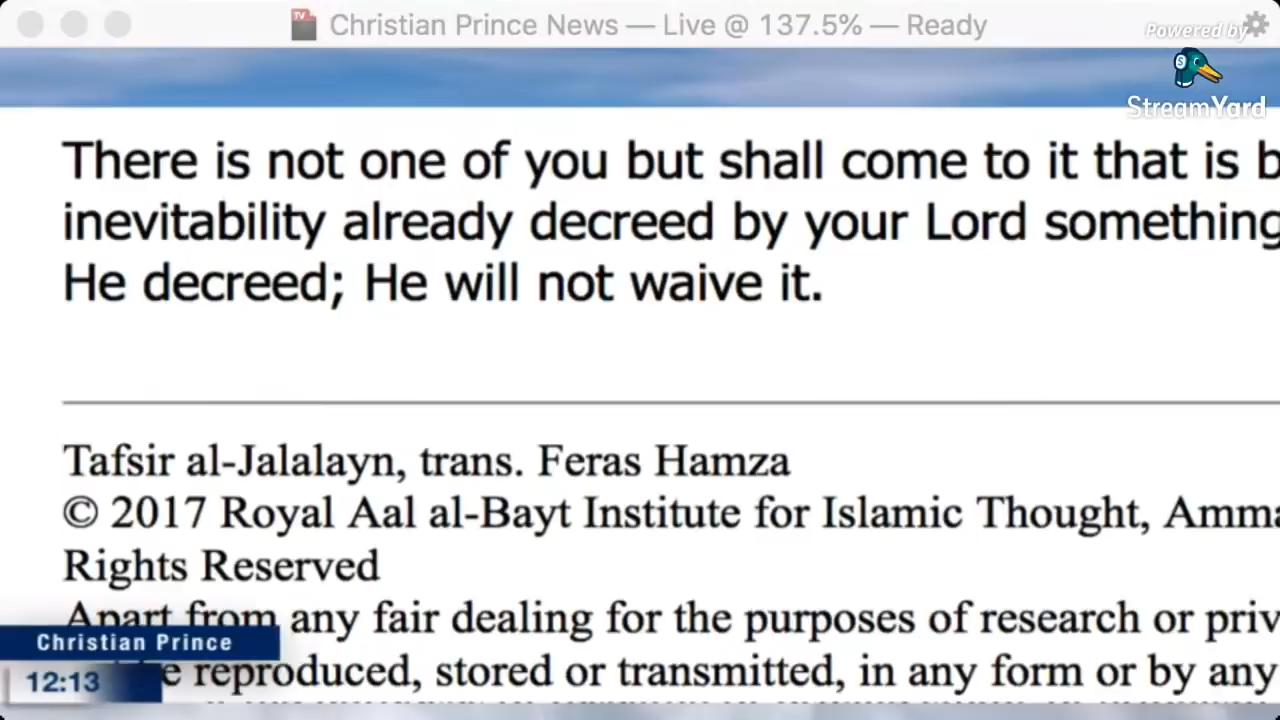 Christian Prince News — Live @ 137.5% — Ready
Powered by
StreamYard
There is not one of you but shall come to it that is
inevitability already decreed by your Lord something
He decreed; He will not waive it.
Tafsir al-Jalalayn, trans. Feras Hamza
© 2017 Royal Aal al-Bayt Institute for Islamic Thought,
Rights Reserved
Apart from any fair dealing for the purposes of research or
reproduced, stored or transmitted, in any form or by any
Christian Prince
12:13